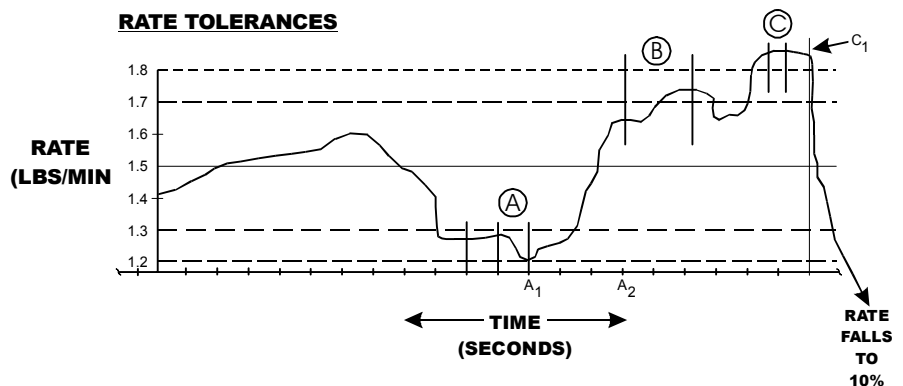 RATE TOLERANCES
C
B
C1
1.8
1.7
1.6
RATE
1.5
(LBS/MIN
1.4
A
1.3
1.2
A1
A2
TIME
(SECONDS)
RATE
FALLS
TO
10%